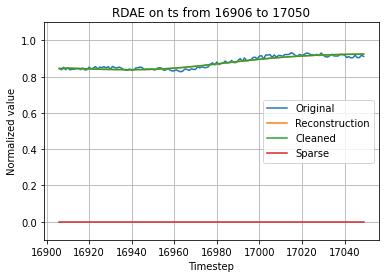 RDAE on ts from 16906 to 17050
1.0
0.8
0.6
0.4
0.2
0.0
Normalized value
Original
Reconstruction
Cleaned
Sparse
16900 16920 16940 16960 16980 17000 17020 17040
Timestep